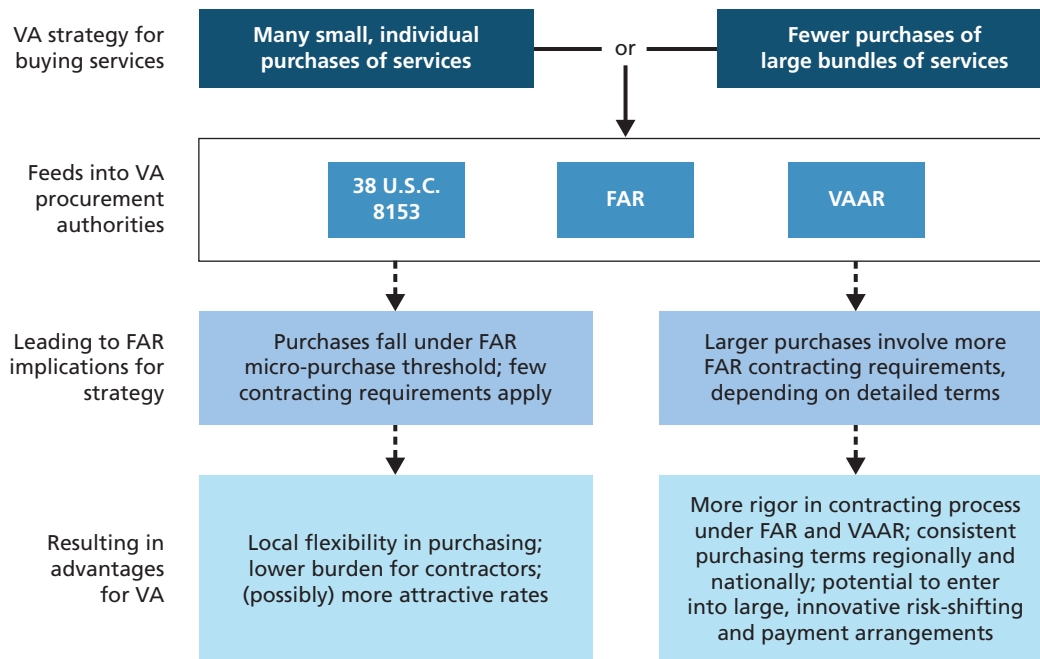 VA strategy for
buying services
Many small, individual
purchases of services
or
Fewer purchases of
large bundles of services
Feeds into VA
procurement
authorities
38 U.S.C.
8153
FAR
VAAR
Leading to FAR
implications for
strategy
Purchases fall under FAR
micro-purchase threshold; few
contracting requirements apply
Larger purchases involve more
FAR contracting requirements,
depending on detailed terms
Resulting in
advantages
for VA
Local flexibility in purchasing;
lower burden for contractors;
(possibly) more attractive rates
More rigor in contracting process
under FAR and VAAR; consistent
purchasing terms regionally and
nationally; potential to enter
into large, innovative risk-shifting
and payment arrangements